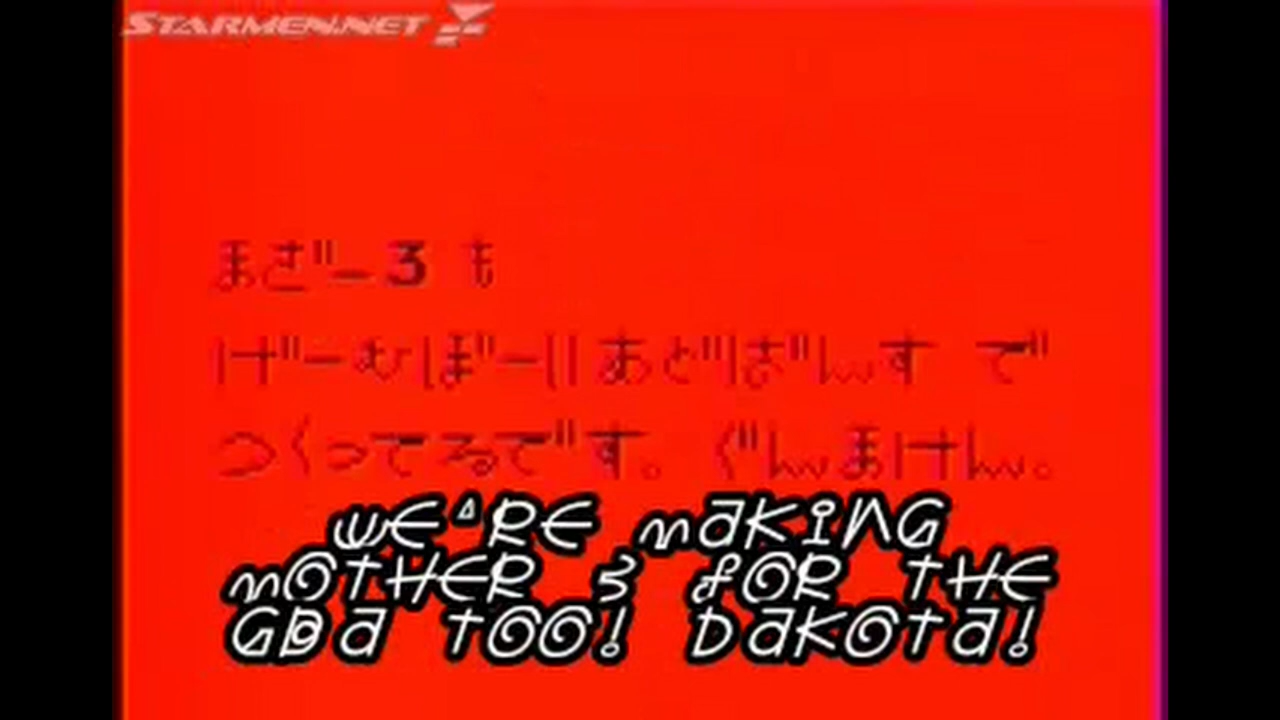 STARMEN.NET
まざー3 も
げーむぼーいあどばんす で
つくってるです。ぐんまけん。
WE'RE MAKING
MOTHER 3 FOR THE
GBA TOO! DAKOTA!